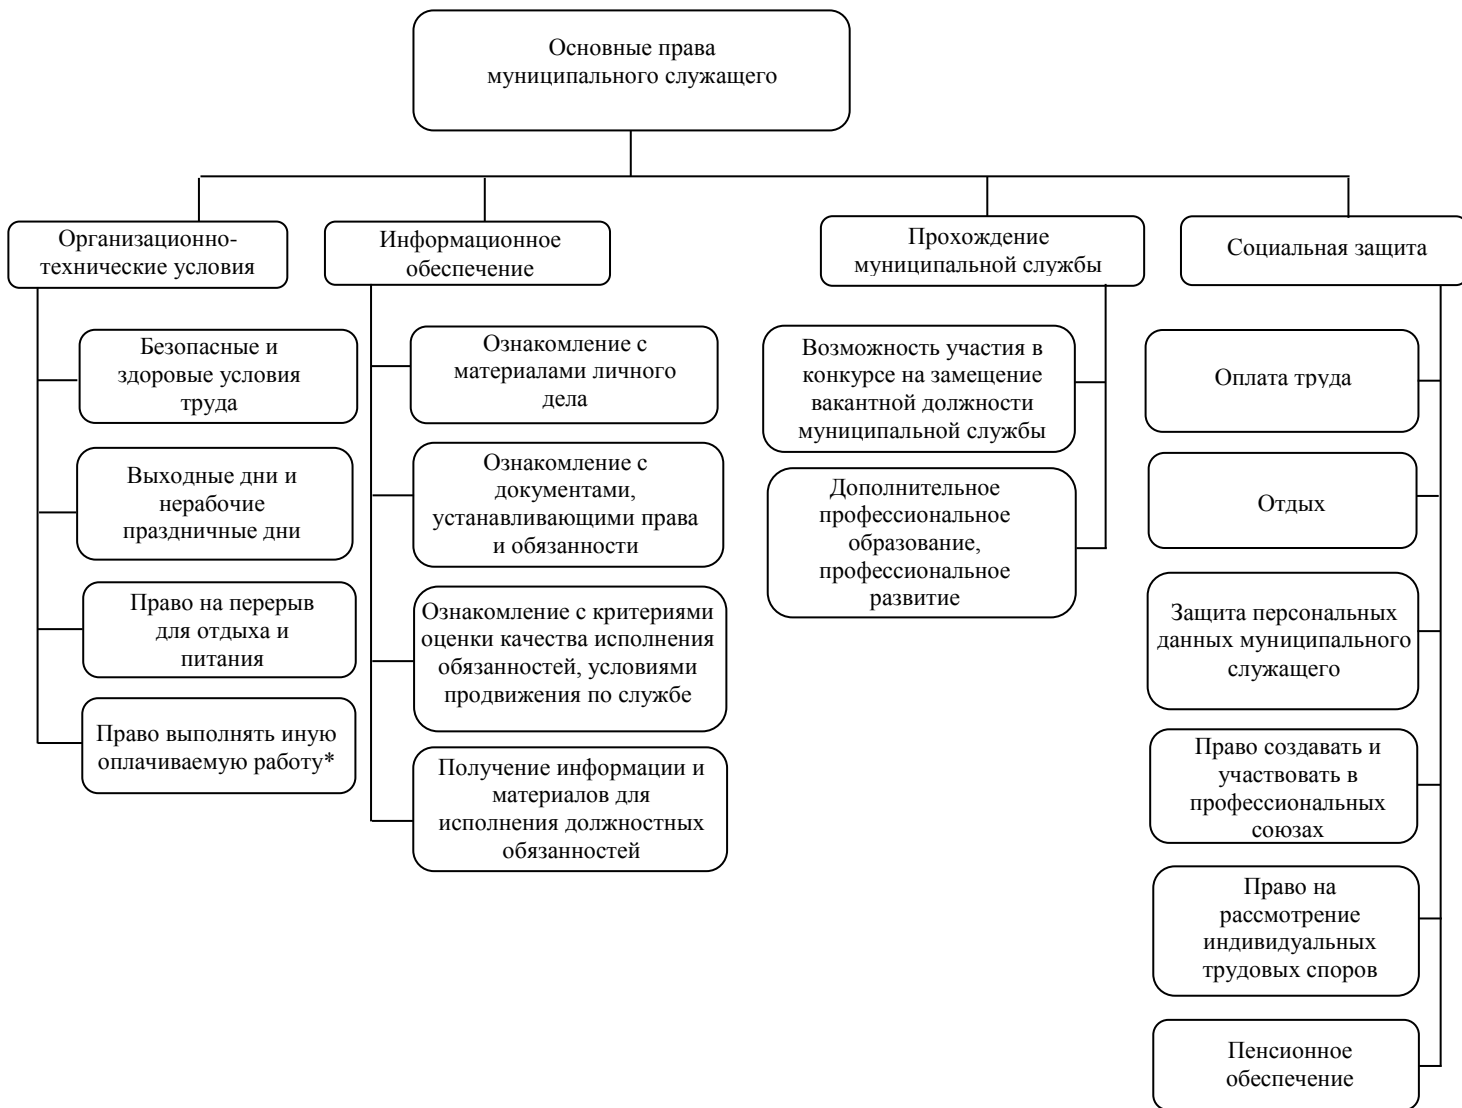 Основные права
муниципального служащего
Организационно-
технические условия
Безопасные и
здоровые условия
труда
Выходные дни и
нерабочие
праздничные дни
Право на перерыв
для отдыха и
питания
Право выполнять иную
оплачиваемую работу*
Информационное
обеспечение
Ознакомление с
материалами личного
дела
Ознакомление с
документами,
устанавливающими права
и обязанности
Ознакомление с критериями
оценки качества исполнения
обязанностей, условиями
продвижения по службе
Получение информации и
материалов для
исполнения должностных
обязанностей
Прохождение
муниципальной службы
Возможность участия в
конкурсе на замещение
вакантной должности
муниципальной службы
Дополнительное
профессиональное
образование,
профессиональное
развитие
Социальная защита
Оплата труда
Отдых
Защита персональных
данных муниципального
служащего
Право создавать и
участвовать в
профессиональных
союзах
Право на
рассмотрение
индивидуальных
трудовых споров
Пенсионное
обеспечение